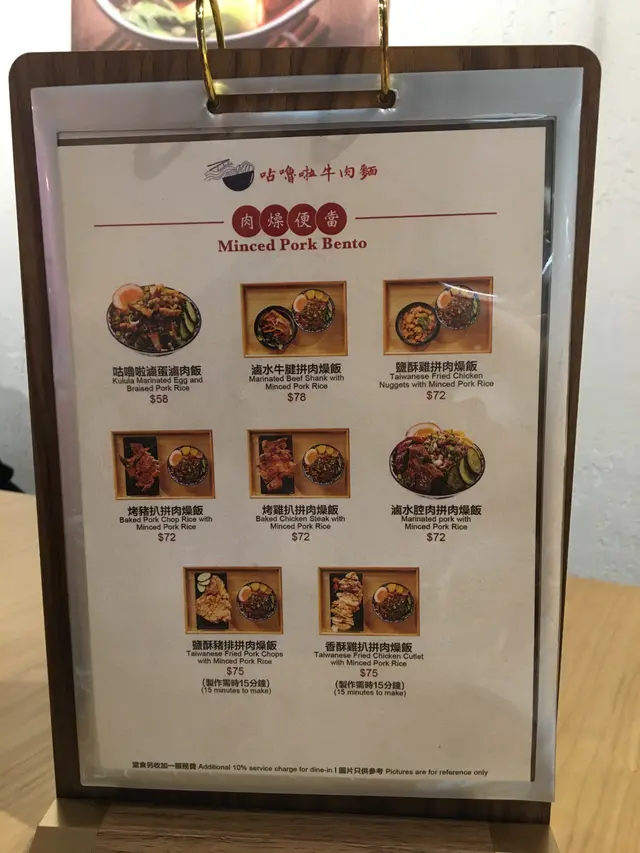 咕嚕啦牛肉麵
肉燥便當
Minced Pork Bento
咕嚕啦滷蛋滷肉飯
Kulula Marinated Egg and
Braised Pork Rice
$58
滷水牛腱拼肉燥飯
Marinated Beef Shank with
Minced Pork Rice
$78
鹽酥雞拼肉燥飯
Taiwanese Fried Chicken
Nuggets with Minced Pork Rice
$72
烤豬扒拼肉燥飯
Baked Pork Chop Rice with
Minced Pork Rice
$72
烤雞扒拼肉燥飯
Baked Chicken Steak with
Minced Pork Rice
$72
滷水腔肉拼肉燥飯
Marinated pork with
Minced Pork Rice
$72
鹽酥豬排拼肉燥飯
Taiwanese Fried Pork Chops
with Minced Pork Rice
$75
(製作需時15分鐘)
(15 minutes to make)
香酥雞扒拼肉燥飯
Taiwanese Fried Chicken Cutlet
with Minced Pork Rice
$75
(製作需時15分鐘)
(15 minutes to make)
堂食另收加一服務費 Additional 10% service charge for dine-in | 圖片只供參考 Pictures are for reference only